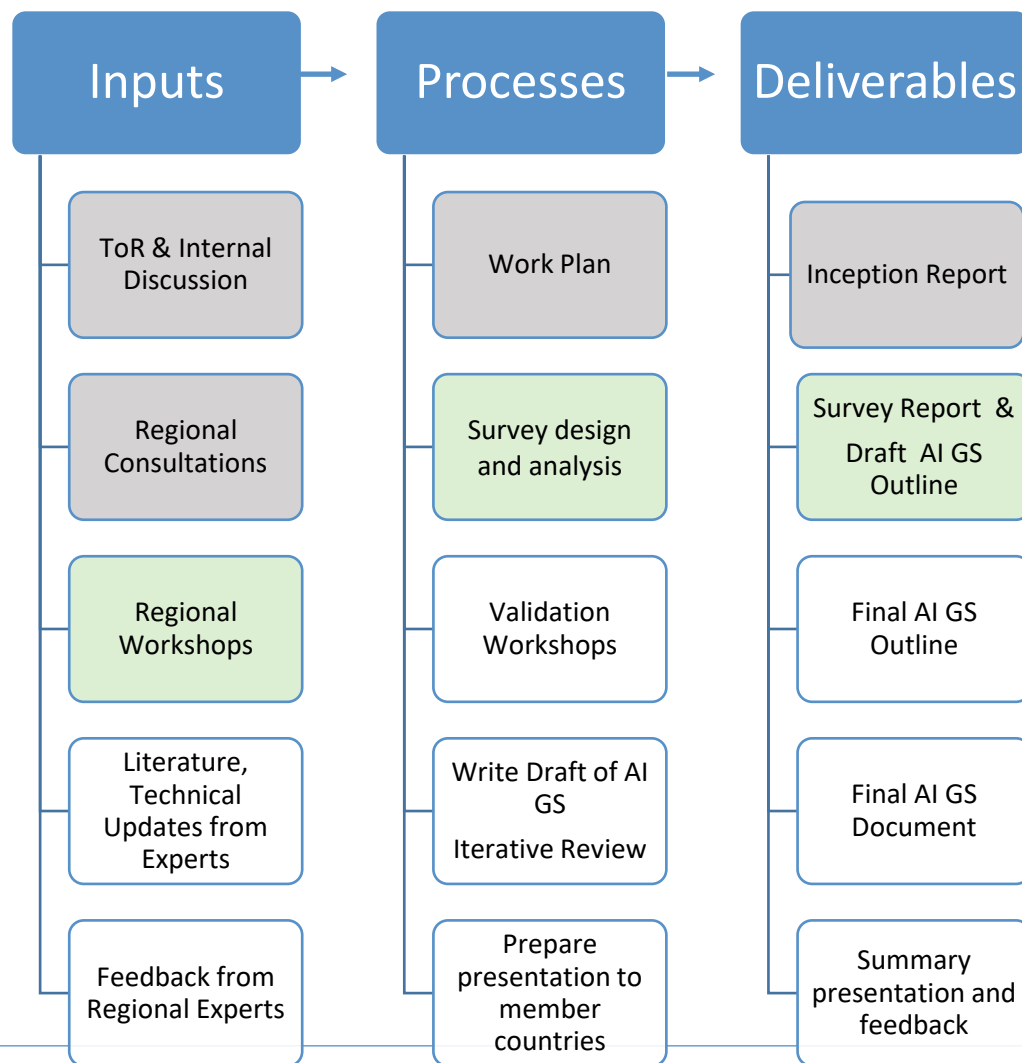 Inputs
Processes
Deliverables
ToR & Internal
Discussion
Regional
Consultations
Regional
Workshops
Literature,
Technical
Updates from
Experts
Feedback from
Regional Experts
Work Plan
Survey design
and analysis
Validation
Workshops
Write Draft of AI
GS
Iterative Review
Prepare
presentation to
member
countries
Inception Report
Survey Report &
Draft AI GS
Outline
Final AI GS
Outline
Final AI GS
Document
Summary
presentation and
feedback